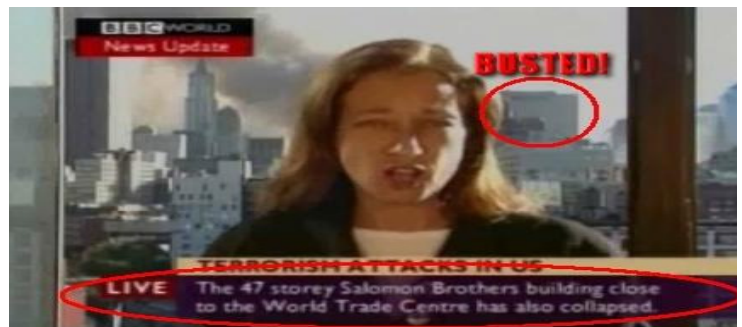 BBC WORLD
News Update
BUSTED!
TERRORISM ATTACKS IN US
LIVE
The 47 storey Salomon Brothers building close
to the World Trade Centre has also collapsed.